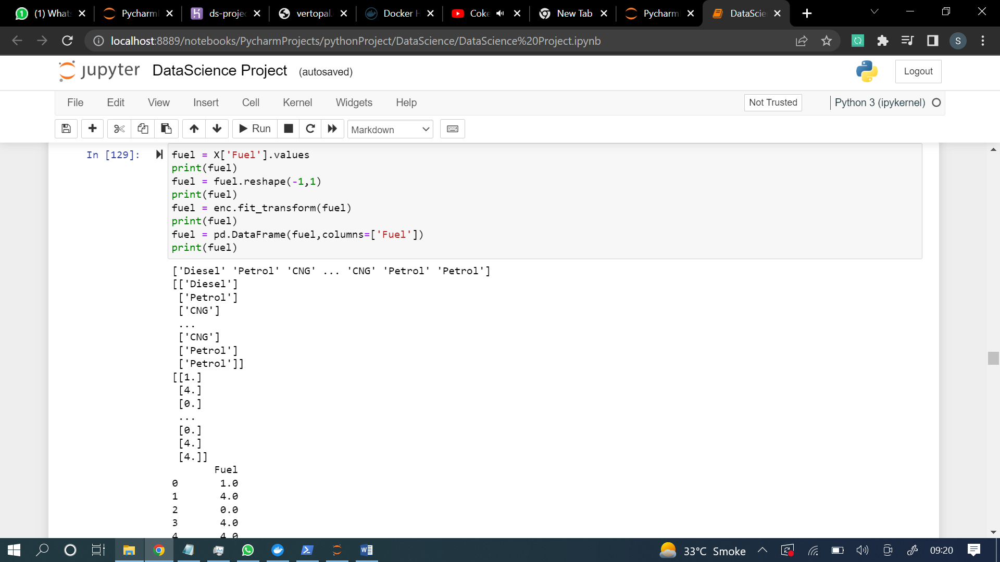 (1) What
Pycharm
ds-projec
vertopal.
Docker H
Coke
New Tab
Pycharm
DataScie
localhost:8889/notebooks/PycharmProjects/pythonProject/DataScience/DataScience%20Project.ipynb
S
jupyter DataScience Project (autosaved)
Logout
File Edit View Insert Cell Kernel Widgets Help
Not Trusted
Python 3 (ipykernel)
Run
Markdown
In [129]:
fuel = X['Fuel'].values
print(fuel)
fuel = fuel.reshape(-1,1)
print(fuel)
fuel = enc.fit_transform(fuel)
print(fuel)
fuel = pd.DataFrame(fuel,columns=['Fuel'])
print(fuel)
['Diesel' 'Petrol' 'CNG' ... 'CNG' 'Petrol' 'Petrol']
[['Diesel']
['Petrol']
['CNG']
...
['CNG']
['Petrol']
['Petrol']]
[[1.]
[4.]
[0.]
...
[0.]
[4.]
[4.]]
Fuel
0 1.0
1 4.0
2 0.0
3 4.0
4 4.0
33°C Smoke
09:20